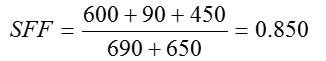 SFF = (600 + 90 + 450) / (690 + 650) = 0.850